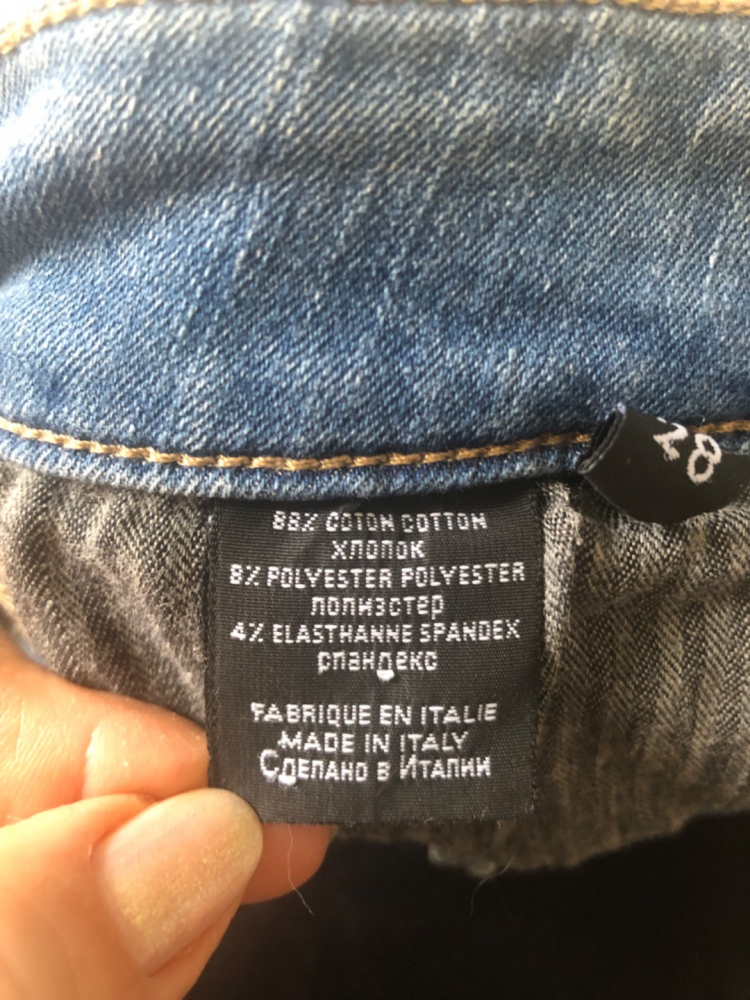 28
88% COTON COTTON
хлопок
8% POLYESTER POLYESTER
полиэстер
4% ELASTHANNE SPANDEX
спандекс
FABRIQUE EN ITALIE
MADE IN ITALY
Сделано в Италии